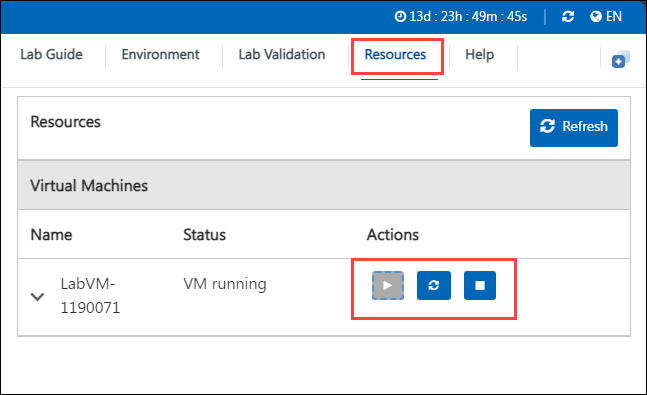 13d : 23h : 49m : 45s EN
Lab Guide Environment Lab Validation Resources Help
Resources Refresh
Virtual Machines
Name Status Actions
LabVM- VM running
1190071